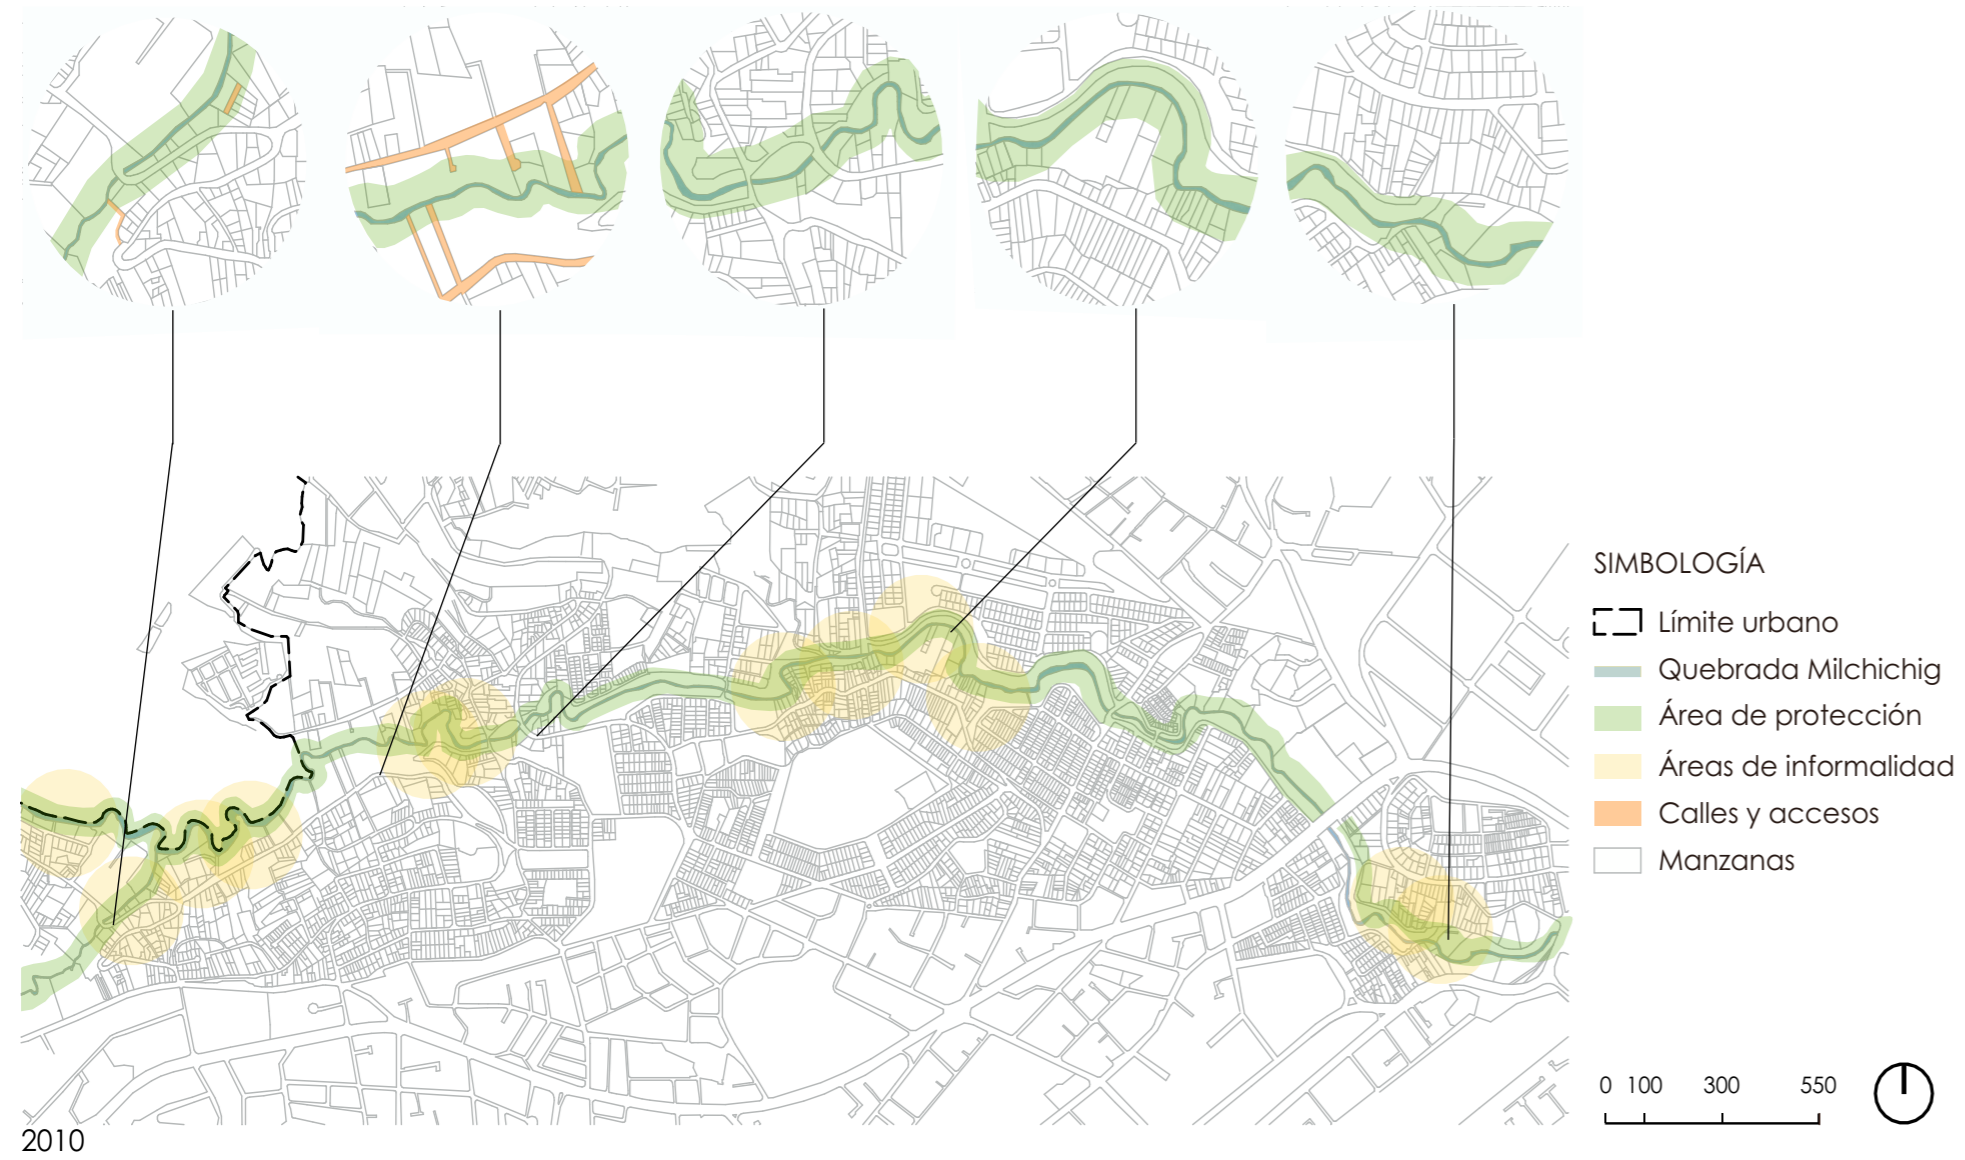 SIMBOLOGÍA
Límite urbano
Quebrada Milchichig
Área de protección
Áreas de informalidad
Calles y accesos
Manzanas
0 100 300 550
2010